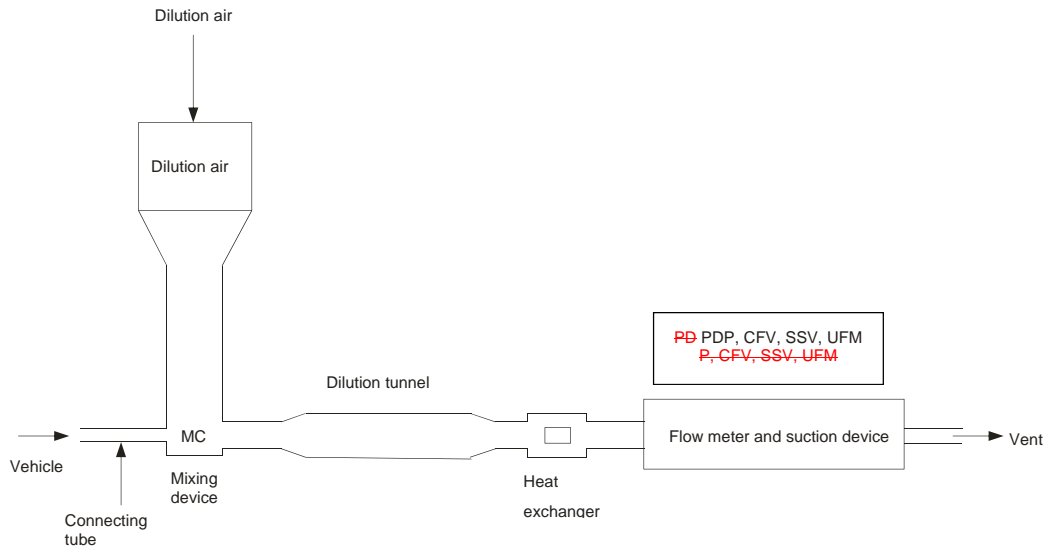 Dilution air
Dilution air
PD PDP, CFV, SSV, UFM
P, CFV, SSV, UFM
Dilution tunnel
MC
Flow meter and suction device
Vent
Vehicle
Mixing
device
Heat
exchanger
Connecting
tube